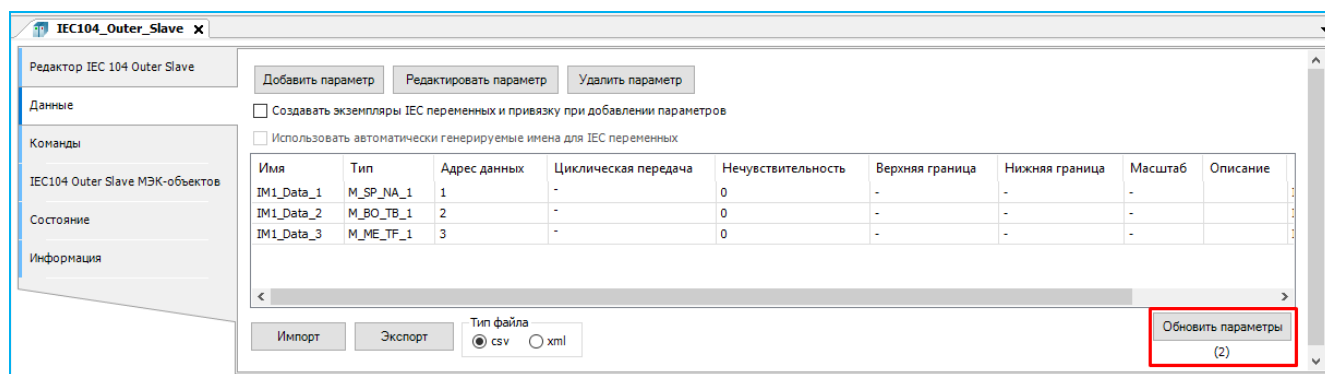 IEC104_Outer_Slave x
Редактор IEC 104 Outer Slave
Данные
Команды
IEC104 Outer Slave МЭК-объектов
Состояние
Информация
Добавить параметр Редактировать параметр Удалить параметр
Создавать экземпляры IEC переменных и привязку при добавлении параметров
Использовать автоматически генерируемые имена для IEC переменных
Имя Тип Адрес данных Циклическая передача Нечувствительность Верхняя граница Нижняя граница Масштаб Описание
IM1_Data_1 M_SP_NA_1 1 - 0 - - -
IM1_Data_2 M_BO_TB_1 2 - 0 - - -
IM1_Data_3 M_ME_TF_1 3 - 0 - - -
Импорт Экспорт Тип файла csv xml
Обновить параметры
(2)